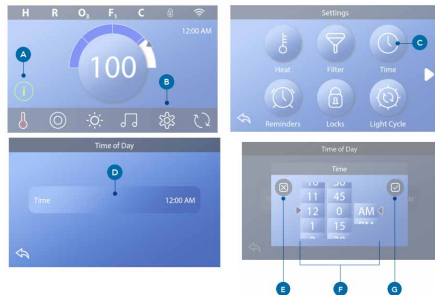 H R O3 F1 C
12:00 AM
A
100
B
Settings
C
Heat Filter Time
Reminders Locks Light Cycle
Time of Day
D
Time 12:00 AM
Time of Day
Time
11 45
12 0 AM
1 15
E F G